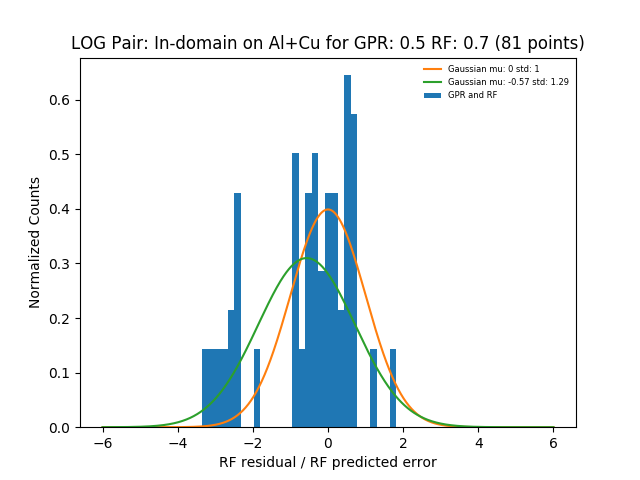 LOG Pair: In-domain on Al+Cu for GPR: 0.5 RF: 0.7 (81 points)
Gaussian mu: 0 std: 1
Gaussian mu: -0.57 std: 1.29
GPR and RF
Normalized Counts
0.6
0.5
0.4
0.3
0.2
0.1
0.0
−6 −4 −2 0 2 4 6
RF residual / RF predicted error